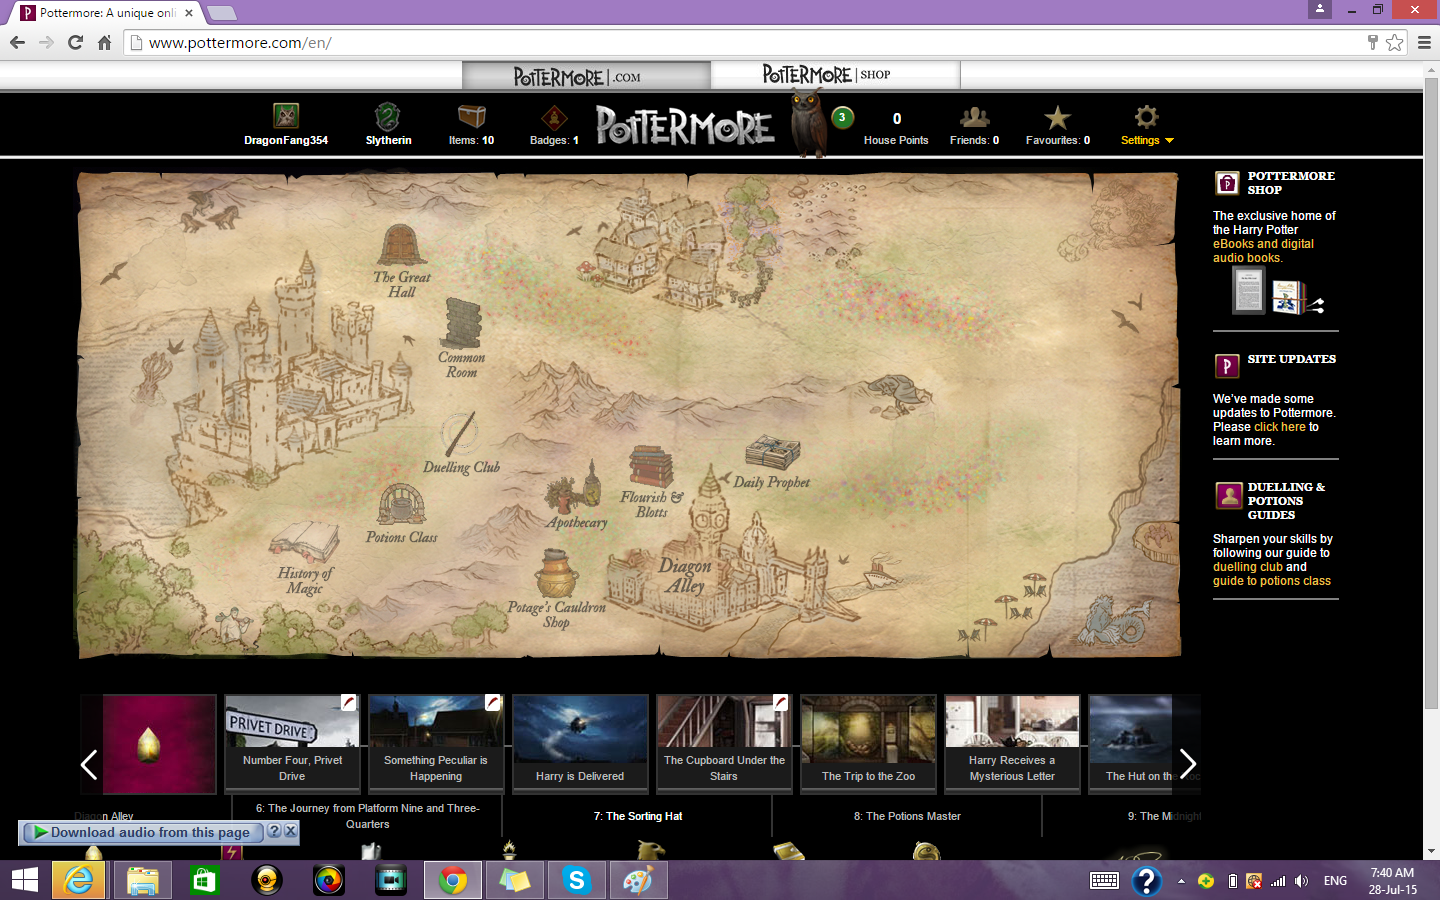 Pottermore: A unique onli
www.pottermore.com/en/
POTTERMORE|.COM
POTTERMORE|SHOP
DragonFang354
Slytherin
Items: 10
Badges: 1
POTTERMORE
3
0
House Points
Friends: 0
Favourites: 0
Settings
The Great
Hall
Common
Room
Duelling Club
Potions Class
History of
Magic
Apothecary
Flourish &
Blotts
Daily Prophet
Potage's Cauldron
Shop
Diagon
Alley
POTTERMORE
SHOP
The exclusive home of
the Harry Potter
eBooks and digital
audio books.
SITE UPDATES
We've made some
updates to Pottermore.
Please click here to
learn more.
DUELLING &
POTIONS
GUIDES
Sharpen your skills by
following our guide to
duelling club and
guide to potions class
PRIVET DRIVE
Number Four, Privet
Drive
Something Peculiar is
Happening
Harry is Delivered
The Cupboard Under the
Stairs
The Trip to the Zoo
Harry Receives a
Mysterious Letter
The Hut on the Roc
Diagon Alley
6: The Journey from Platform Nine and Three-
Quarters
7: The Sorting Hat
8: The Potions Master
9: The Midnight
Download audio from this page
? X
ENG
7:40 AM
28-Jul-15